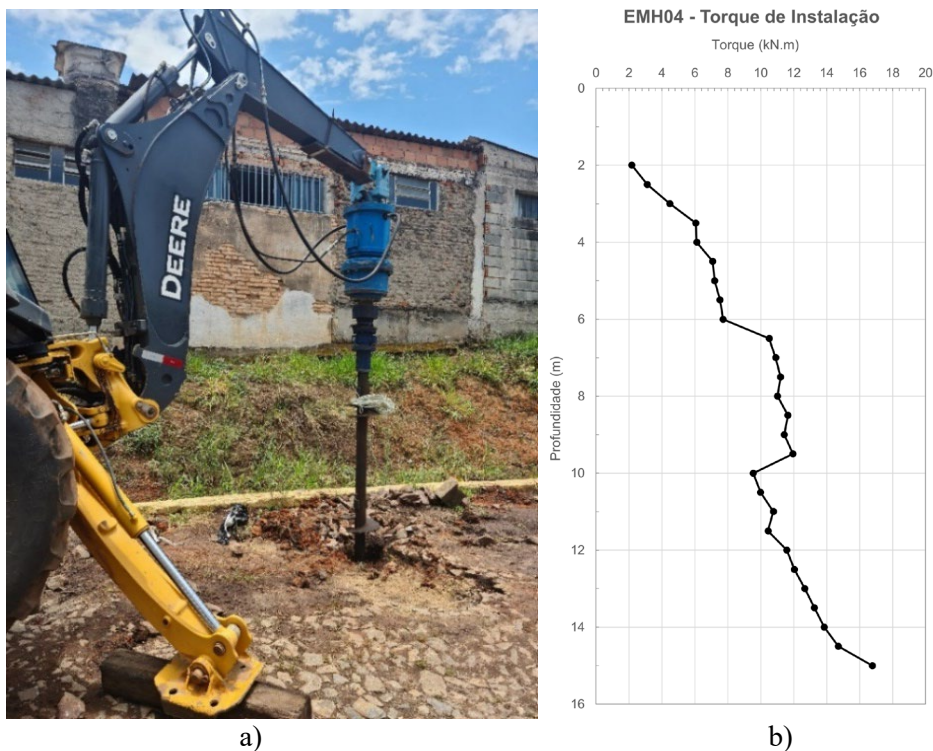 DEERE
a)
EMH04 - Torque de Instalação
Torque (kN.m)
0 2 4 6 8 10 12 14 16 18 20
0
2
4
6
8
10
12
14
16
Profundidade (m)
b)